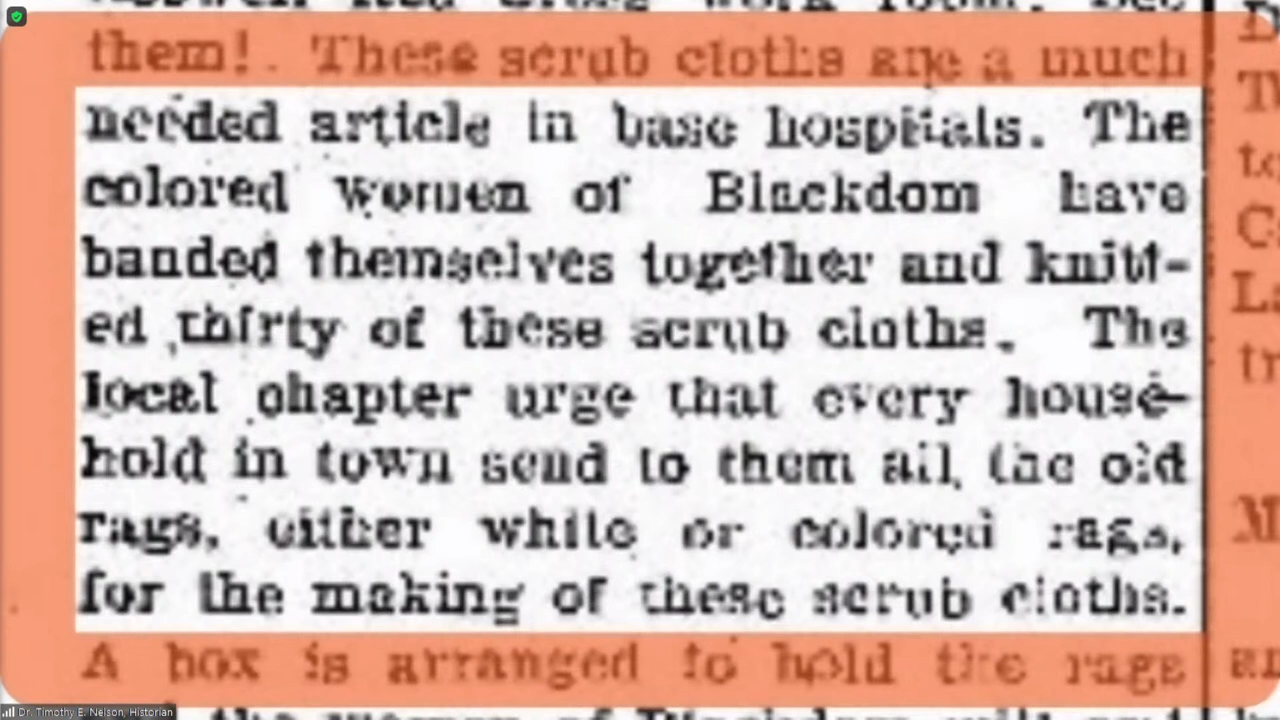 them! These scrub cloths are a much
needed article in base hospitals. The
colored women of Blackdom have
banded themselves together and knitt-
ed thirty of these scrub cloths. The
local chapter urge that every house-
hold in town send to them all the old
rags, either white or colored rags,
for the making of these scrub cloths.
A box is arranged to hold the rags
Dr. Timothy E. Nelson, Historian